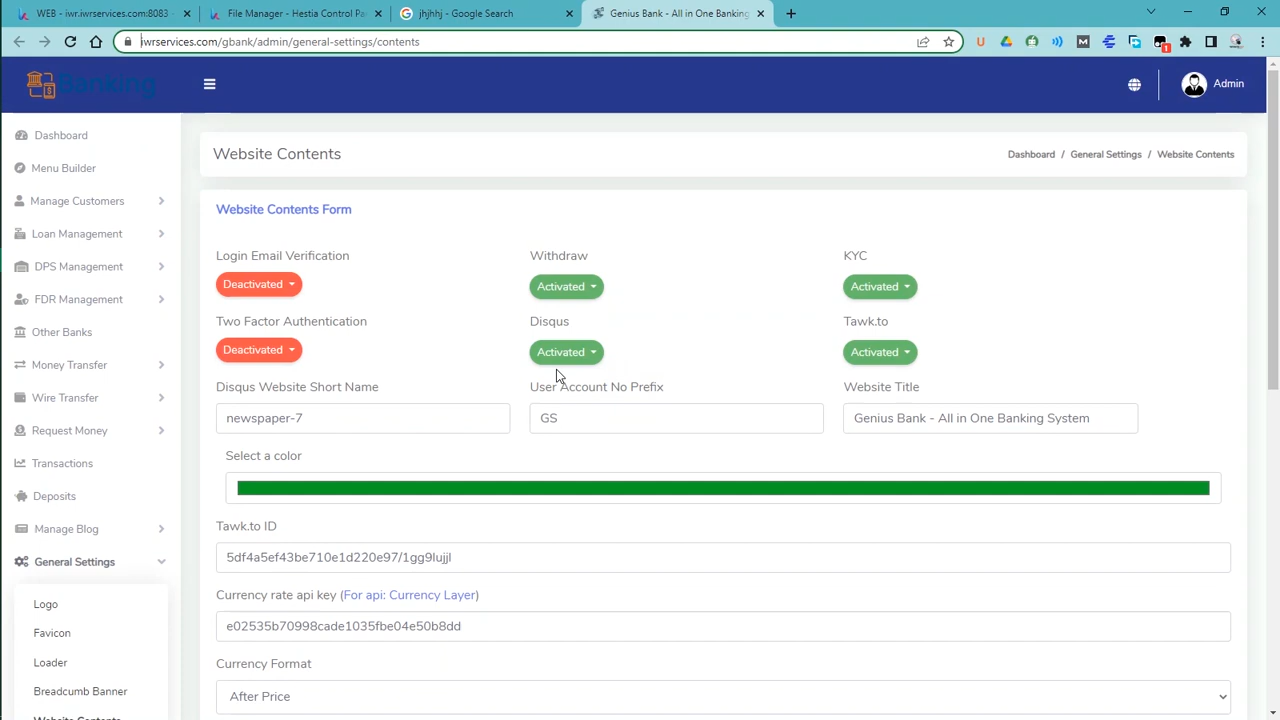 WEB - iwr.iwrservices.com:8083
File Manager - Hestia Control Pa
jhjhhj - Google Search
Genius Bank - All in One Banking
iwrservices.com/gbank/admin/general-settings/contents
Banking
Admin
Dashboard
Menu Builder
Manage Customers
Loan Management
DPS Management
FDR Management
Other Banks
Money Transfer
Wire Transfer
Request Money
Transactions
Deposits
Manage Blog
General Settings
Logo
Favicon
Loader
Breadcumb Banner
Website Contents
Website Contents
Dashboard / General Settings / Website Contents
Website Contents Form
Login Email Verification
Deactivated
Withdraw
Activated
KYC
Activated
Two Factor Authentication
Deactivated
Disqus
Activated
Tawk.to
Activated
Disqus Website Short Name
newspaper-7
User Account No Prefix
GS
Website Title
Genius Bank - All in One Banking System
Select a color
Tawk.to ID
5df4a5ef43be710e1d220e97/1gg9lujjl
Currency rate api key (For api: Currency Layer)
e02535b70998cade1035fbe04e50b8dd
Currency Format
After Price